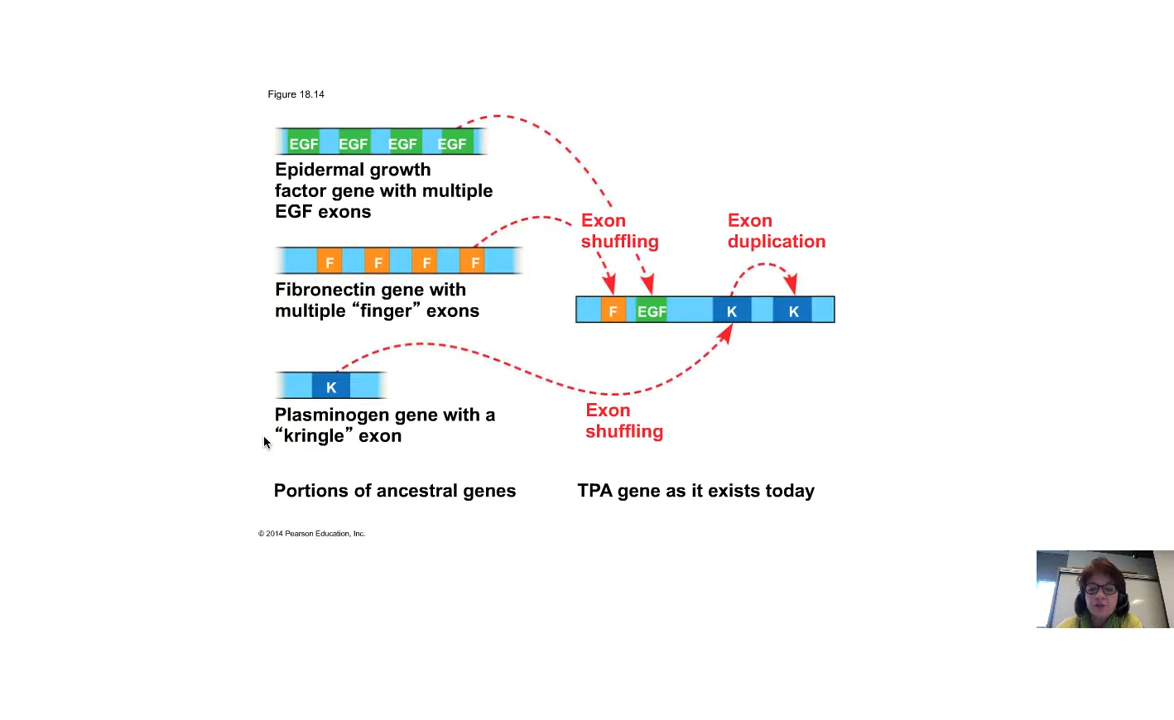 Figure 18.14
EGF EGF EGF EGF
Epidermal growth
factor gene with multiple
EGF exons
Exon
shuffling
Exon
duplication
F F F F
Fibronectin gene with
multiple “finger” exons
F EGF K K
K
Plasminogen gene with a
“kringle” exon
Exon
shuffling
Portions of ancestral genes
TPA gene as it exists today
© 2014 Pearson Education, Inc.